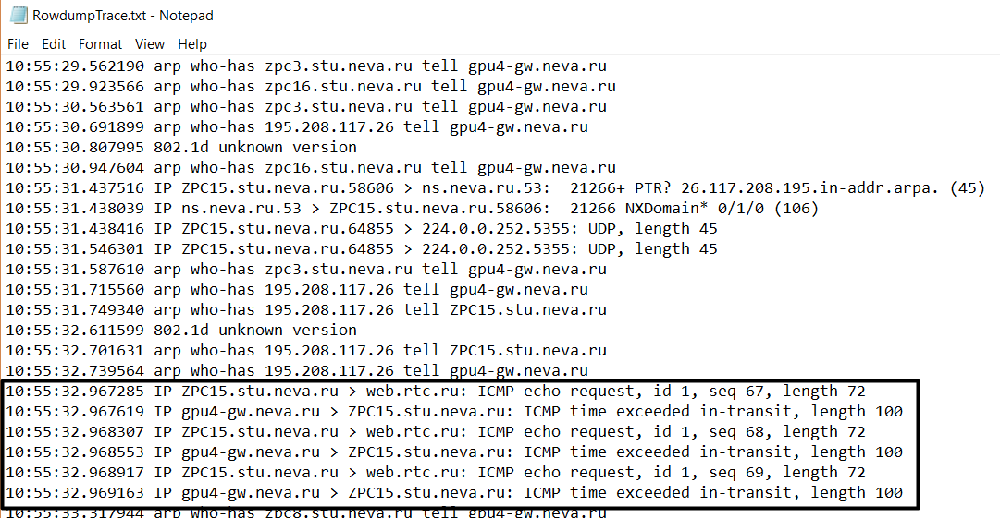 RowdumpTrace.txt - Notepad
File Edit Format View Help
10:55:29.562190 arp who-has zpc3.stu.neva.ru tell gpu4-gw.neva.ru
10:55:29.923566 arp who-has zpc16.stu.neva.ru tell gpu4-gw.neva.ru
10:55:30.563561 arp who-has zpc3.stu.neva.ru tell gpu4-gw.neva.ru
10:55:30.691899 arp who-has 195.208.117.26 tell gpu4-gw.neva.ru
10:55:30.807995 802.1d unknown version
10:55:30.947604 arp who-has zpc16.stu.neva.ru tell gpu4-gw.neva.ru
10:55:31.437516 IP ZPC15.stu.neva.ru.58606 > ns.neva.ru.53:  21266+ PTR? 26.117.208.195.in-addr.arpa. (45)
10:55:31.438039 IP ns.neva.ru.53 > ZPC15.stu.neva.ru.58606:  21266 NXDomain* 0/1/0 (106)
10:55:31.438416 IP ZPC15.stu.neva.ru.64855 > 224.0.0.252.5355: UDP, length 45
10:55:31.546301 IP ZPC15.stu.neva.ru.64855 > 224.0.0.252.5355: UDP, length 45
10:55:31.587610 arp who-has zpc3.stu.neva.ru tell gpu4-gw.neva.ru
10:55:31.715560 arp who-has 195.208.117.26 tell gpu4-gw.neva.ru
10:55:31.749340 arp who-has 195.208.117.26 tell ZPC15.stu.neva.ru
10:55:32.611599 802.1d unknown version
10:55:32.701631 arp who-has 195.208.117.26 tell ZPC15.stu.neva.ru
10:55:32.739564 arp who-has 195.208.117.26 tell gpu4-gw.neva.ru
10:55:32.967285 IP ZPC15.stu.neva.ru > web.rtc.ru: ICMP echo request, id 1, seq 67, length 72
10:55:32.967619 IP gpu4-gw.neva.ru > ZPC15.stu.neva.ru: ICMP time exceeded in-transit, length 100
10:55:32.968307 IP ZPC15.stu.neva.ru > web.rtc.ru: ICMP echo request, id 1, seq 68, length 72
10:55:32.968553 IP gpu4-gw.neva.ru > ZPC15.stu.neva.ru: ICMP time exceeded in-transit, length 100
10:55:32.968917 IP ZPC15.stu.neva.ru > web.rtc.ru: ICMP echo request, id 1, seq 69, length 72
10:55:32.969163 IP gpu4-gw.neva.ru > ZPC15.stu.neva.ru: ICMP time exceeded in-transit, length 100
10:55:33.317944 arp who-has zpc8.stu.neva.ru tell gpu4-gw.neva.ru